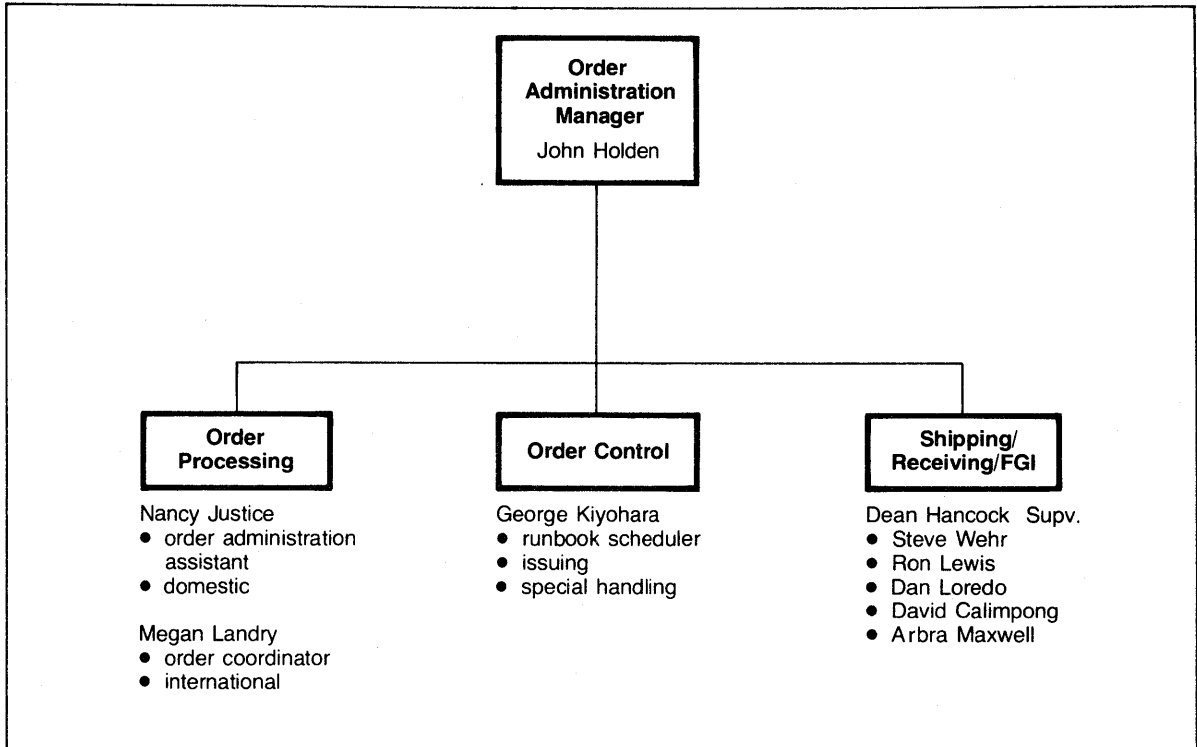 Order
Administration
Manager
John Holden
Order
Processing
Nancy Justice
● order administration
assistant
● domestic
Megan Landry
● order coordinator
● international
Order Control
George Kiyohara
● runbook scheduler
● issuing
● special handling
Shipping/
Receiving/FGI
Dean Hancock Supv.
● Steve Wehr
● Ron Lewis
● Dan Loredo
● David Calimpong
● Arbra Maxwell